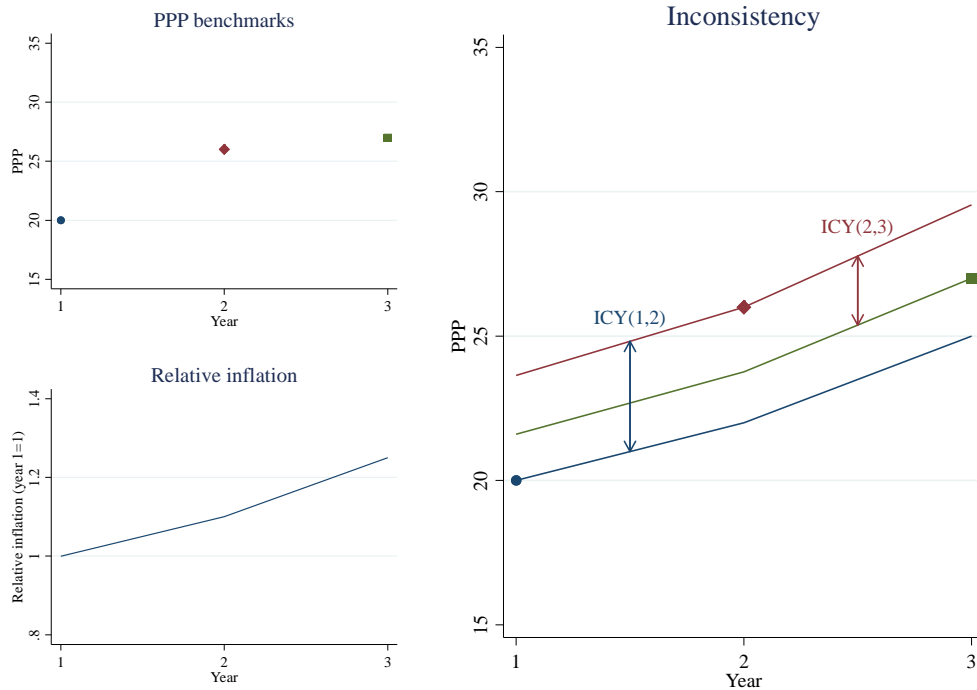 PPP benchmarks
35
30
25
20
15
PPP
1
2
3
Year
Relative inflation
1.4
1.2
1
.8
Relative inflation (year 1=1)
1
2
3
Year
Inconsistency
35
30
25
20
15
PPP
ICY(1,2)
ICY(2,3)
1
2
3
Year